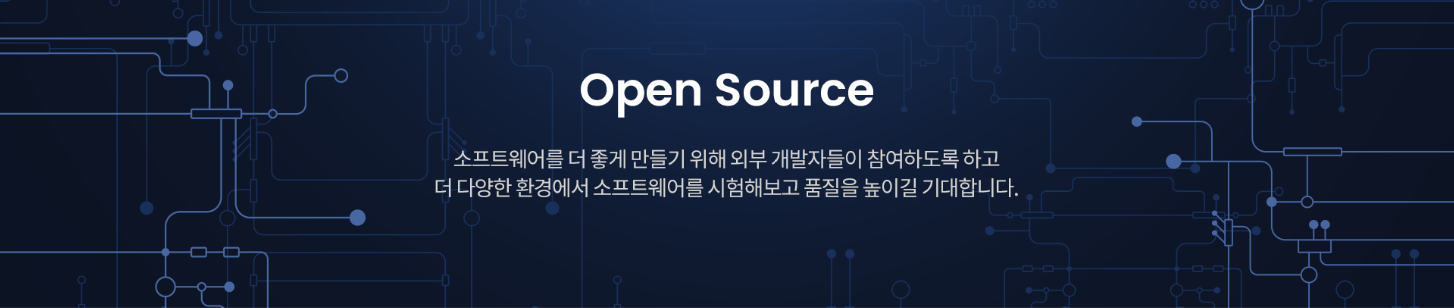 Open Source
소프트웨어를 더 좋게 만들기 위해 외부 개발자들이 참여하도록 하고
더 다양한 환경에서 소프트웨어를 시험해보고 품질을 높이길 기대합니다.